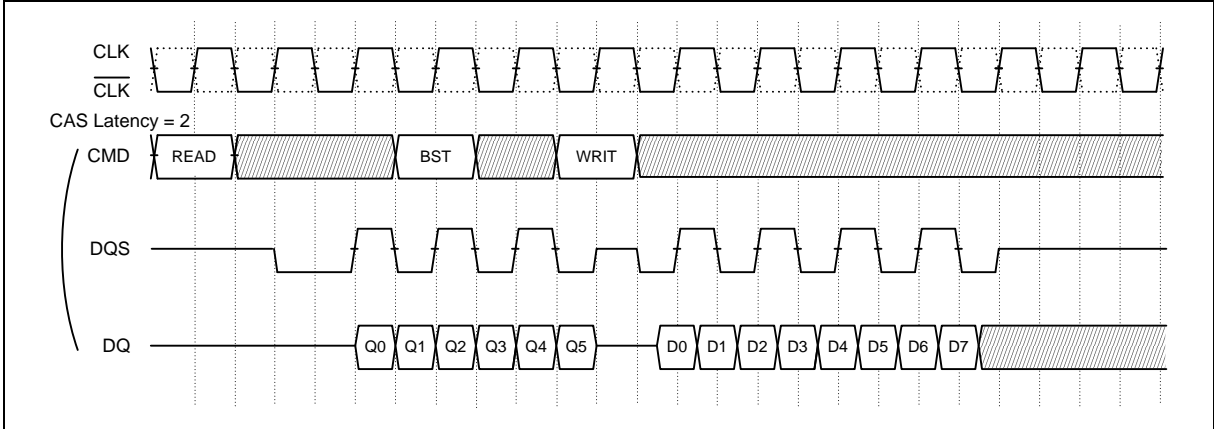 CLK
CLK
CAS Latency = 2
CMD READ BST WRIT
DQS
DQ Q0 Q1 Q2 Q3 Q4 Q5 D0 D1 D2 D3 D4 D5 D6 D7